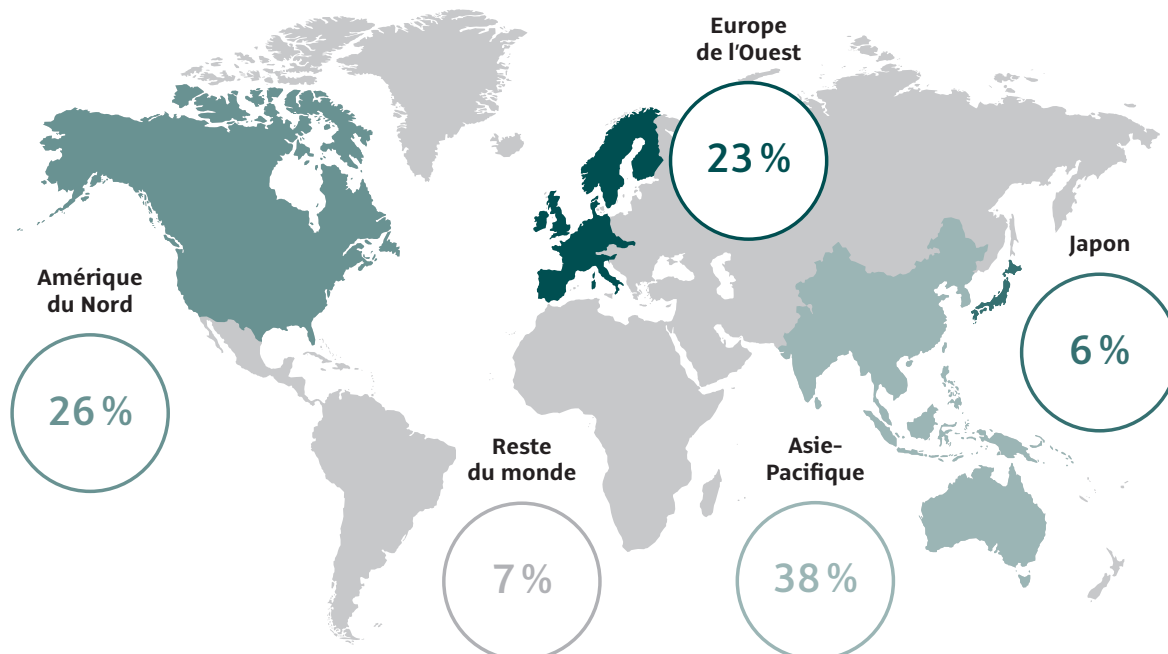 Europe
de l'Ouest
23 %
Japon
6 %
Amérique
du Nord
26 %
Reste
du monde
7 %
Asie-
Pacifique
38 %